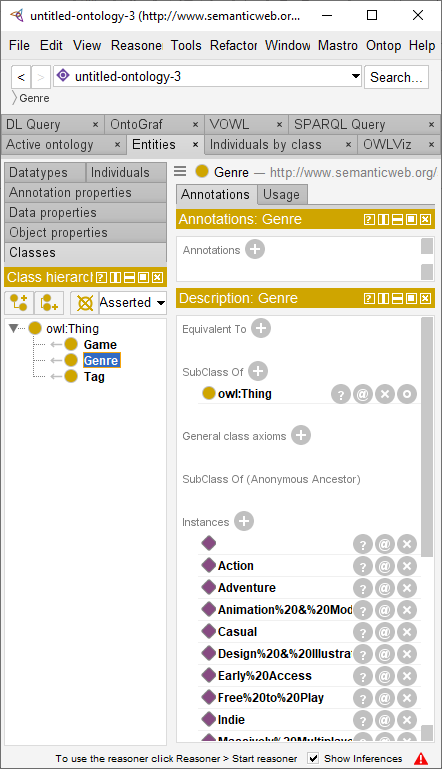 untitled-ontology-3 (http://www.semanticweb.or...
File Edit View Reasoner Tools Refactor Window Mastro Ontop Help
< > untitled-ontology-3 Search...
Genre
DL Query × OntoGraf × VOWL × SPARQL Query ×
Active ontology × Entities × Individuals by class × OWLViz ×
Datatypes Individuals
Annotation properties
Data properties
Object properties
Classes
Class hierarch
Asserted
owl:Thing
Game
Genre
Tag
Genre — http://www.semanticweb.org/
Annotations Usage
Annotations: Genre
Annotations
Description: Genre
Equivalent To
SubClass Of
owl:Thing
General class axioms
SubClass Of (Anonymous Ancestor)
Instances
Action
Adventure
Animation%20&%20Mod
Casual
Design%20&%20Illustrat
Early%20Access
Free%20to%20Play
Indie
Massively%20Multiplaye
To use the reasoner click Reasoner > Start reasoner Show Inferences